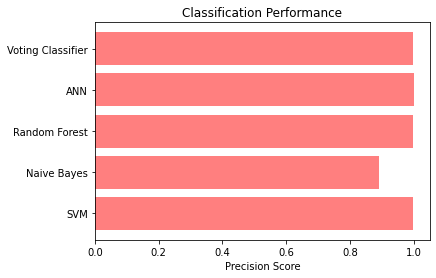 Classification Performance
Voting Classifier
ANN
Random Forest
Naive Bayes
SVM
0.0 0.2 0.4 0.6 0.8 1.0
Precision Score